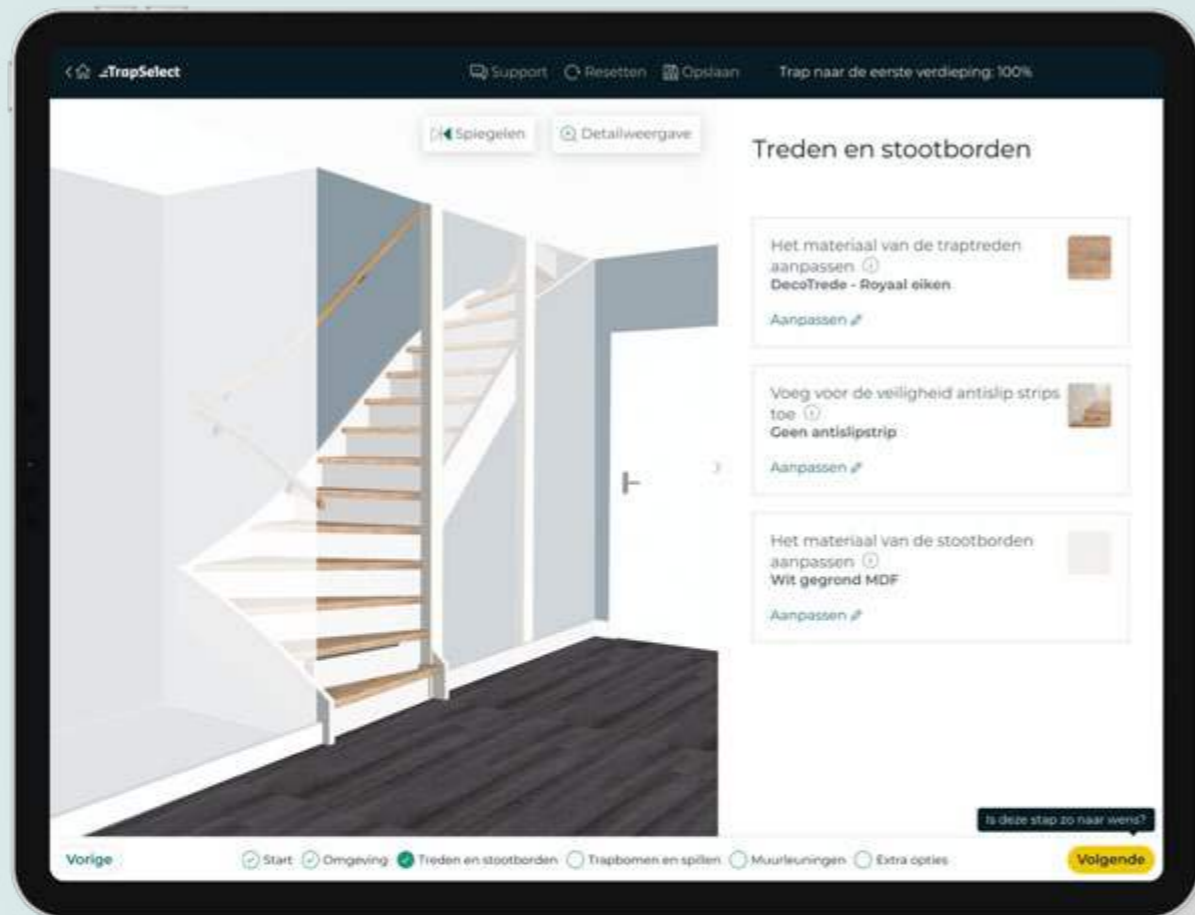 TrapSelect
Support
Resetten
Opslaan
Trap naar de eerste verdieping: 100%
Spiegelen
Detailweergave
Treden en stootborden
Het materiaal van de traptreden
aanpassen
DecoTrede - Royaal eiken
Aanpassen
Voeg voor de veiligheid antislip strips
toe
Geen antislipstrip
Aanpassen
Het materiaal van de stootborden
aanpassen
Wit gegrond MDF
Aanpassen
Is deze stap zo naar wens?
Vorige
Start
Omgeving
Treden en stootborden
Trapbomen en spillen
Muurleuningen
Extra opties
Volgende